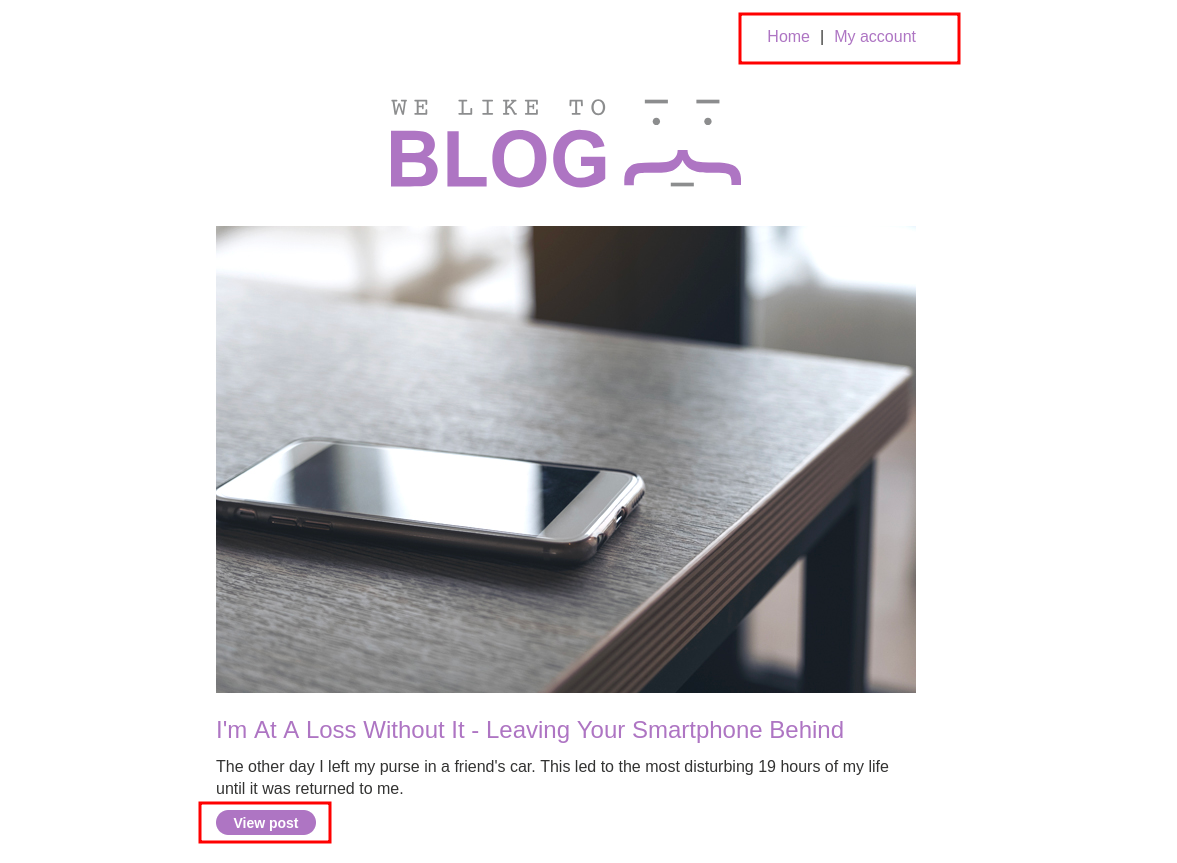 Home | My account
WE LIKE TO
BLOG
I'm At A Loss Without It - Leaving Your Smartphone Behind
The other day I left my purse in a friend's car. This led to the most disturbing 19 hours of my life
until it was returned to me.
View post